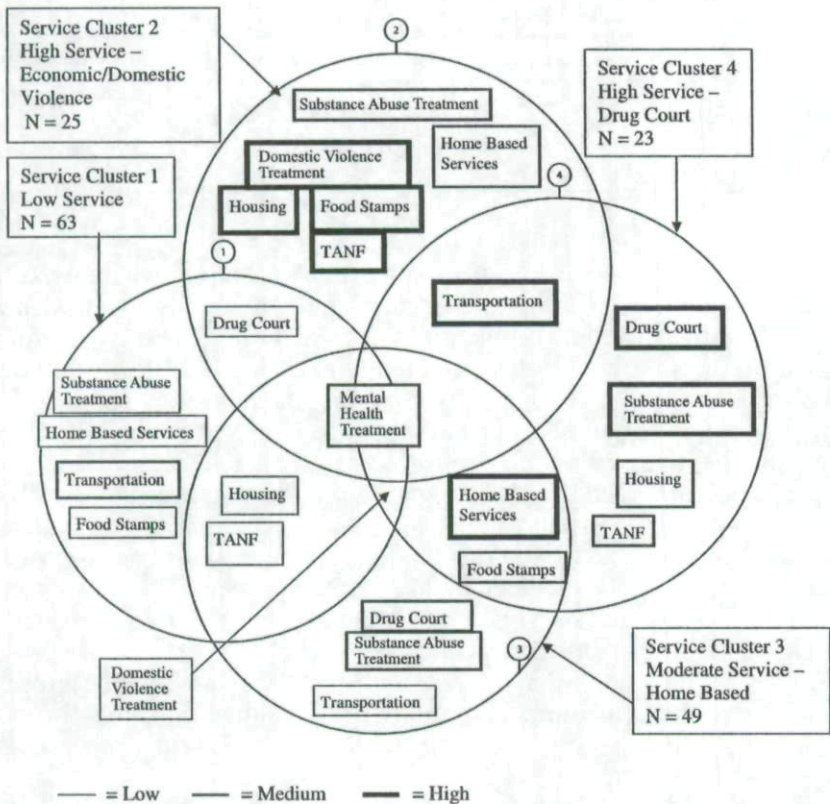 Service Cluster 2
High Service –
Economic/Domestic
Violence
N = 25
2
Service Cluster 4
High Service –
Drug Court
N = 23
Substance Abuse Treatment
Home Based
Services
Domestic Violence
Treatment
Service Cluster 1
Low Service
N = 63
Housing
Food Stamps
4
TANF
1
Transportation
Drug Court
Drug Court
Substance Abuse
Treatment
Mental
Health
Treatment
Substance Abuse
Treatment
Home Based Services
Transportation
Housing
Home Based
Services
Housing
Food Stamps
TANF
TANF
Food Stamps
Drug Court
Substance Abuse
Treatment
3
Service Cluster 3
Moderate Service –
Home Based
N = 49
Domestic
Violence
Treatment
Transportation
= Low
= Medium
= High